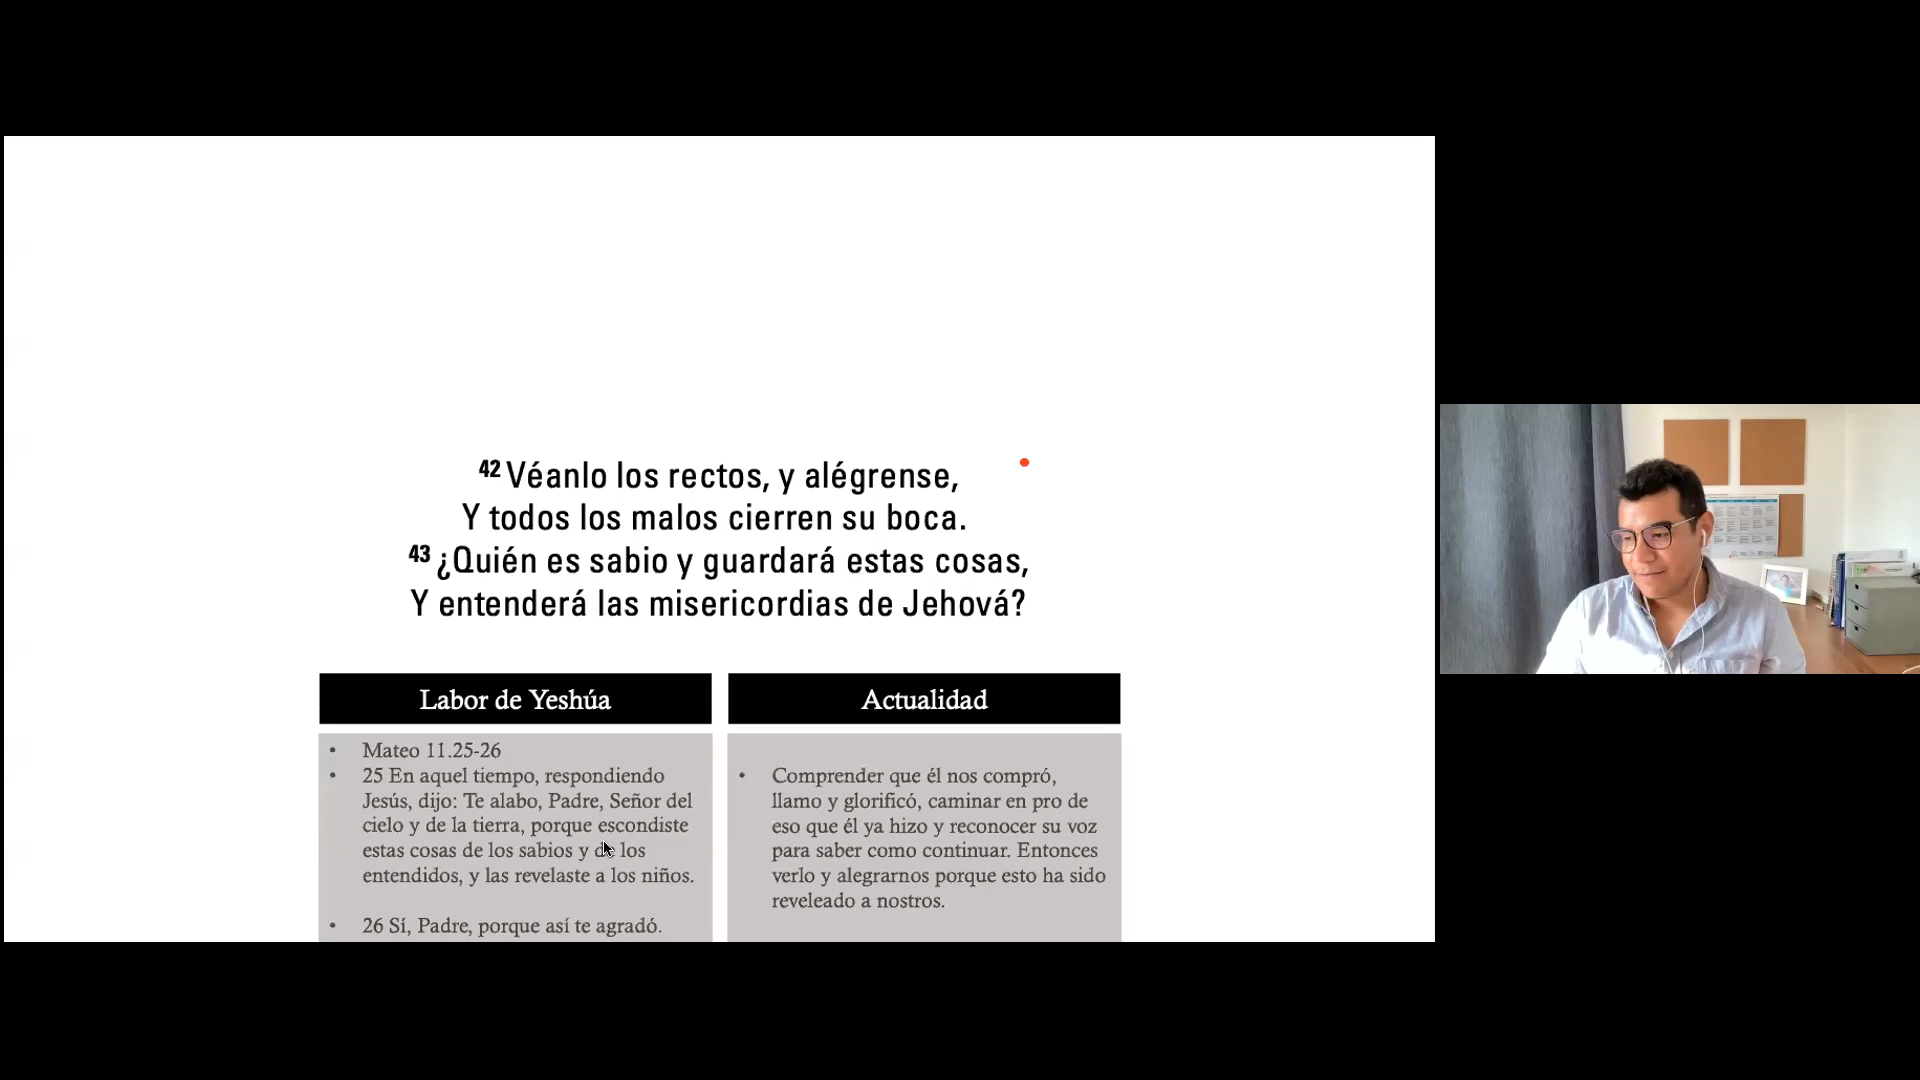 42 Véanlo los rectos, y alégrense,
Y todos los malos cierren su boca.
43 ¿Quién es sabio y guardará estas cosas,
Y entenderá las misericordias de Jehová?
Labor de Yeshúa
• Mateo 11.25-26
• 25 En aquel tiempo, respondiendo
Jesús, dijo: Te alabo, Padre, Señor del
cielo y de la tierra, porque escondiste
estas cosas de los sabios y de los
entendidos, y las revelaste a los niños.
• 26 Sí, Padre, porque así te agradó.
Actualidad
• Comprender que él nos compró,
llamo y glorificó, caminar en pro de
eso que él ya hizo y reconocer su voz
para saber como continuar. Entonces
verlo y alegrarnos porque esto ha sido
reveleado a nostros.